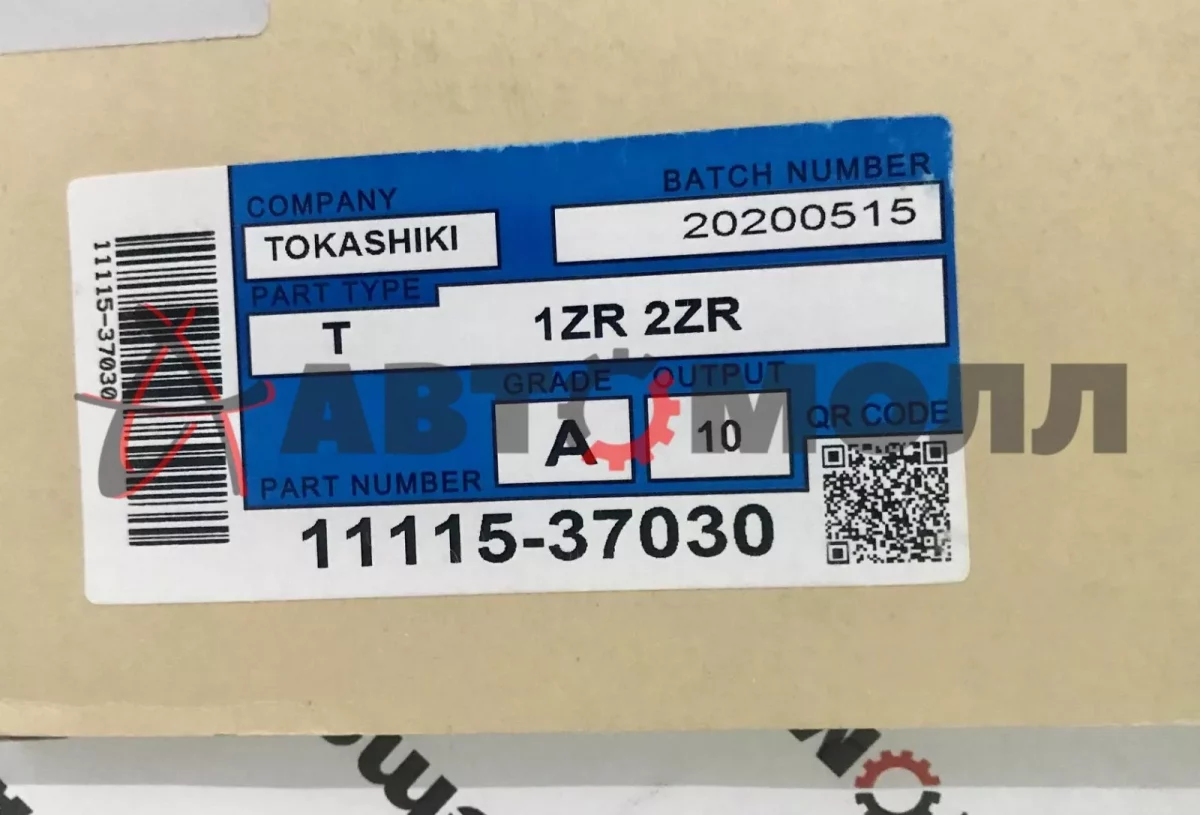 COMPANY
TOKASHIKI
BATCH NUMBER
20200515
PART TYPE
T 1ZR 2ZR
GRADE
A
OUTPUT
10
QR CODE
PART NUMBER
11115-37030
11115-37030
АВТОМОЛЛ